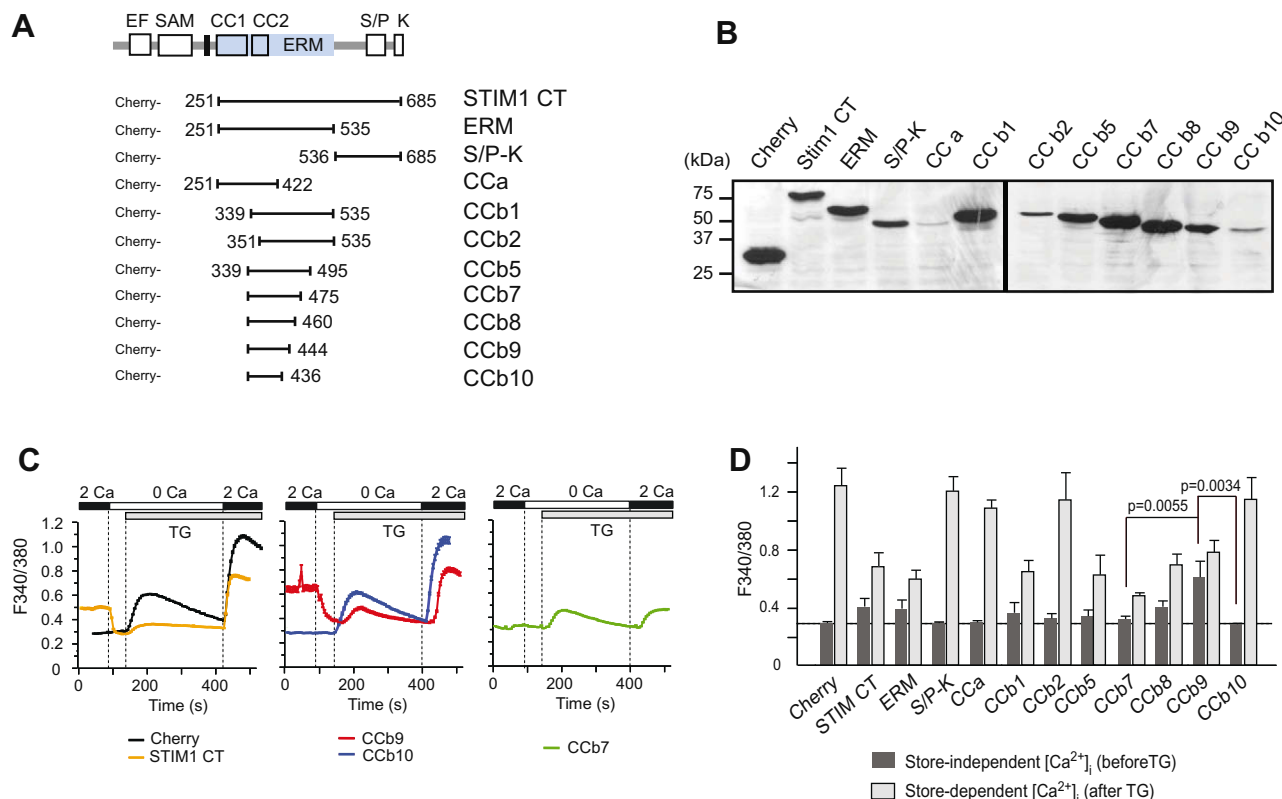 A
EF SAM CC1 CC2 S/P K
ERM
Cherry- 251 685 STIM1 CT
Cherry- 251 535 ERM
Cherry- 536 685 S/P-K
Cherry- 251 422 CCa
Cherry- 339 535 CCb1
Cherry- 351 535 CCb2
Cherry- 339 495 CCb5
Cherry- 475 CCb7
Cherry- 460 CCb8
Cherry- 444 CCb9
Cherry- 436 CCb10
B
(kDa) Cherry Stim1 CT ERM S/P-K CC a CC b1 CC b2 CC b5 CC b7 CC b8 CC b9 CC b10
75
50
37
25
C
2 Ca 0 Ca 2 Ca
TG
F340/380
1.2
1.0
0.8
0.6
0.4
0.2
0
0 200 400
Time (s)
Cherry
STIM1 CT
2 Ca 0 Ca 2 Ca
TG
0 200 400
Time (s)
CCb9
CCb10
2 Ca 0 Ca 2 Ca
TG
0 200 400
Time (s)
CCb7
D
F340/380
1.2
0.8
0.4
0
p=0.0055
p=0.0034
Cherry STIM CT ERM S/P-K CCa CCb1 CCb2 CCb5 CCb7 CCb8 CCb9 CCb10
Store-independent [Ca²⁺]i (beforeTG)
Store-dependent [Ca²⁺]i (after TG)